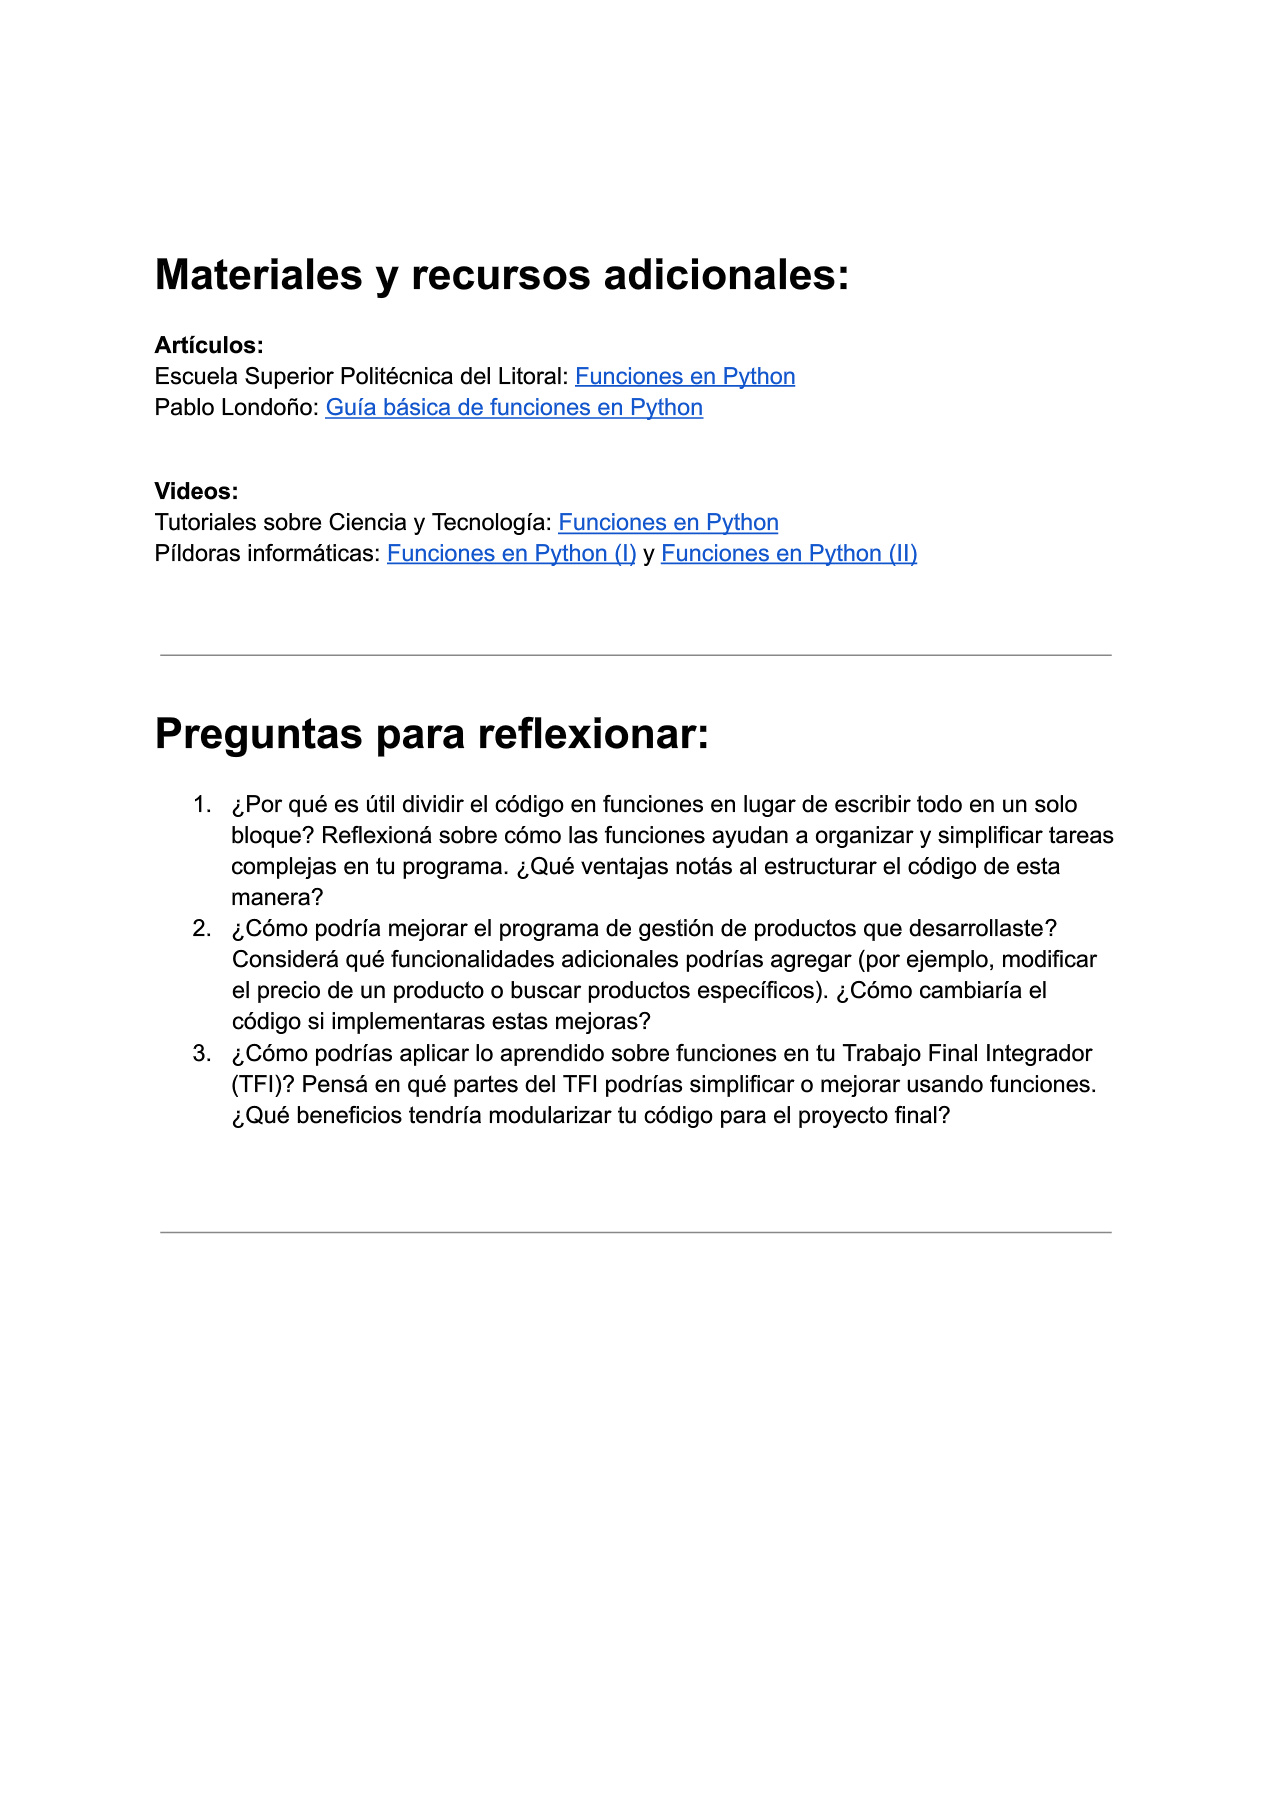 Materiales y recursos adicionales:
Artículos:
Escuela Superior Politécnica del Litoral: Funciones en Python
Pablo Londoño: Guía básica de funciones en Python
Videos:
Tutoriales sobre Ciencia y Tecnología: Funciones en Python
Píldoras informáticas: Funciones en Python (I) y Funciones en Python (II)
Preguntas para reflexionar:
1. ¿Por qué es útil dividir el código en funciones en lugar de escribir todo en un solo
bloque? Reflexioná sobre cómo las funciones ayudan a organizar y simplificar tareas
complejas en tu programa. ¿Qué ventajas notás al estructurar el código de esta
manera?
2. ¿Cómo podría mejorar el programa de gestión de productos que desarrollaste?
Considerá qué funcionalidades adicionales podrías agregar (por ejemplo, modificar
el precio de un producto o buscar productos específicos). ¿Cómo cambiaría el
código si implementaras estas mejoras?
3. ¿Cómo podrías aplicar lo aprendido sobre funciones en tu Trabajo Final Integrador
(TFI)? Pensá en qué partes del TFI podrías simplificar o mejorar usando funciones.
¿Qué beneficios tendría modularizar tu código para el proyecto final?